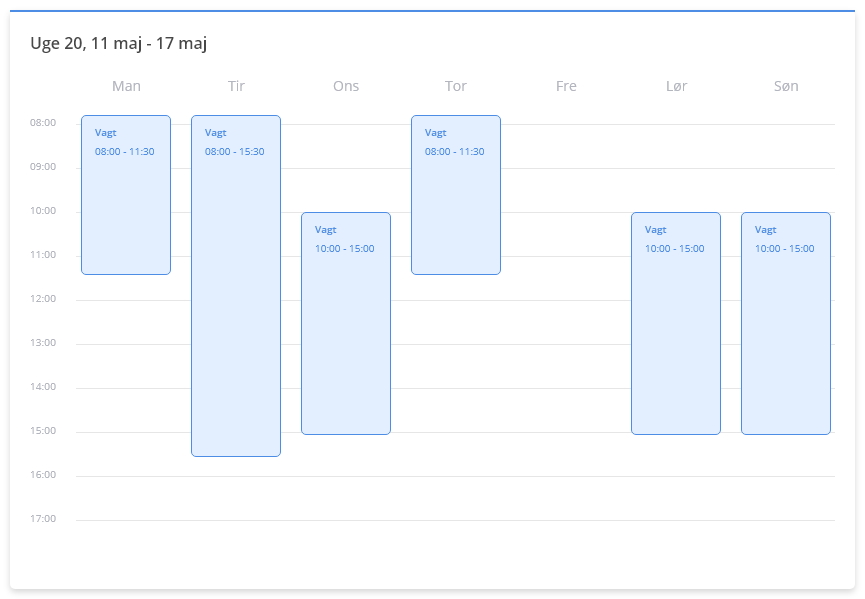 Uge 20, 11 maj - 17 maj
Man Tir Ons Tor Fre Lør Søn
08:00
Vagt
08:00 - 11:30
Vagt
08:00 - 15:30
Vagt
08:00 - 11:30
09:00
10:00
Vagt
10:00 - 15:00
Vagt
10:00 - 15:00
Vagt
10:00 - 15:00
11:00
12:00
13:00
14:00
15:00
16:00
17:00